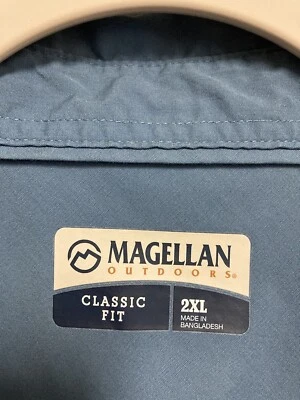 MAGELLAN
OUTDOORS®
CLASSIC FIT
2XL
MADE IN
BANGLADESH